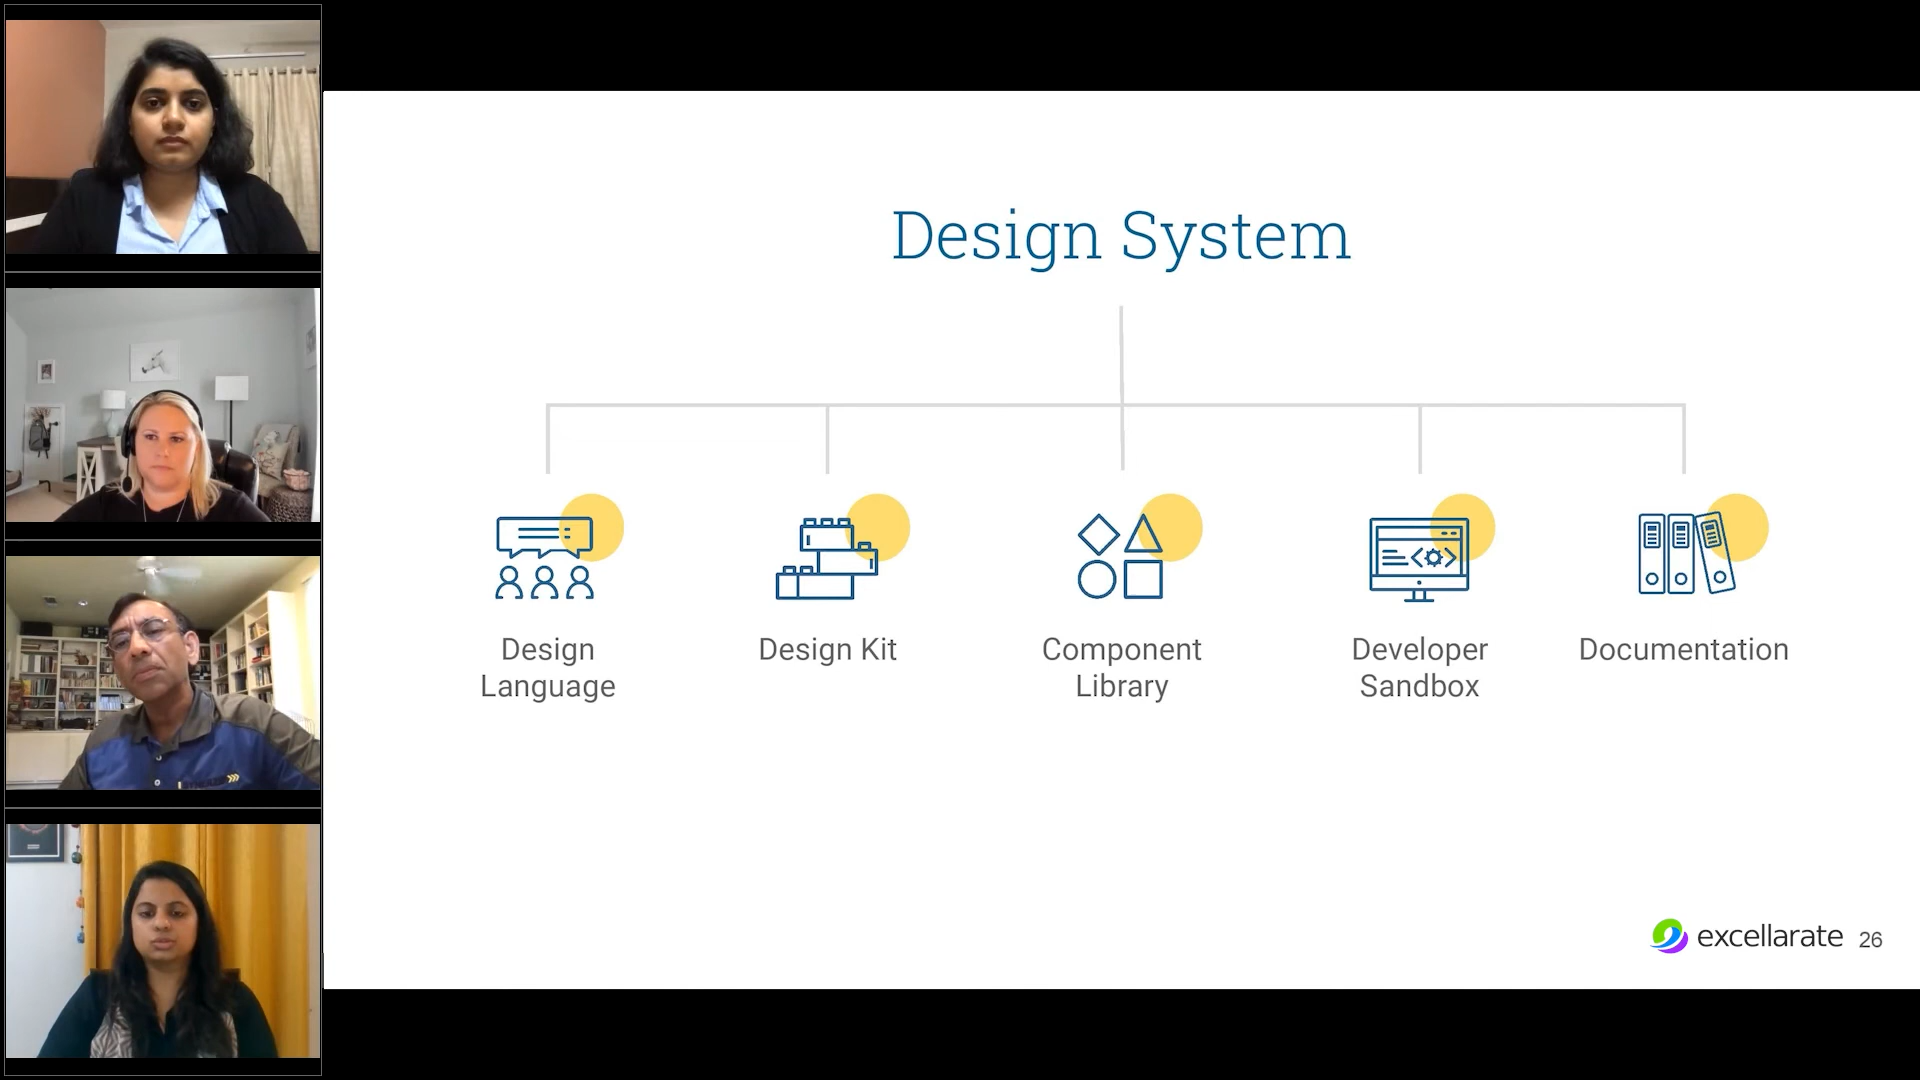 Design System
Design
Language
Design Kit
Component
Library
Developer
Sandbox
Documentation
excellarate 26